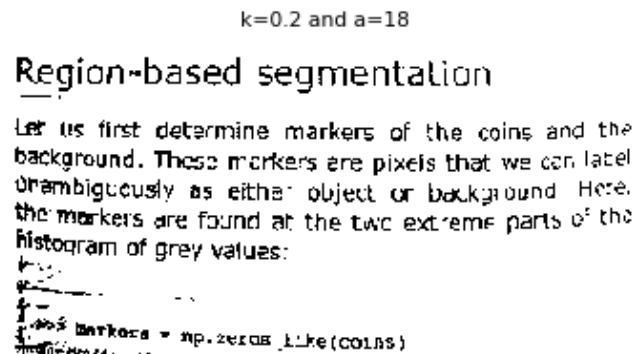 k=0.2 and a=18
Region-based segmentation
Let us first determine markers of the coins and the
background. These markers are pixels that we can label
unambiguously as either object or background. Here,
the markers are found at the two extreme parts of the
histogram of grey values:
markers = np.zeros_like(coins)